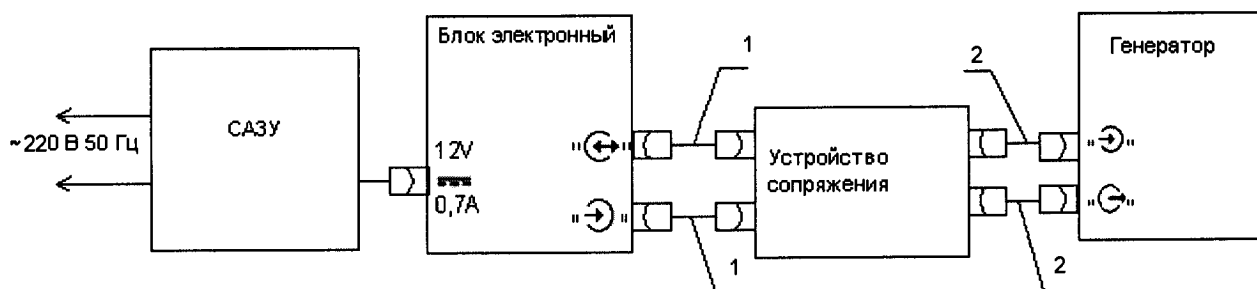 ~220 В 50 Гц
САЗУ
Блок электронный
12V
0,7А
" "
" "
1
1
Устройство
сопряжения
2
2
Генератор
" "
" "